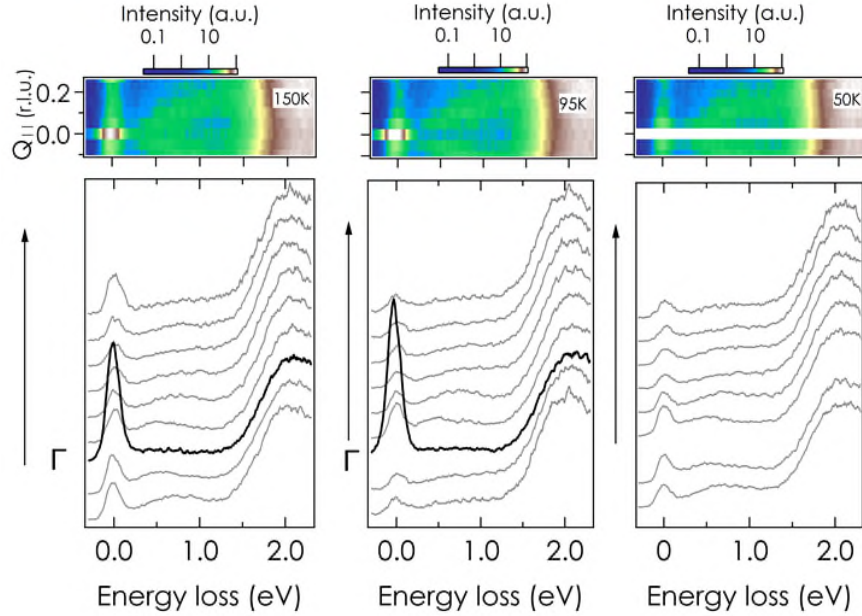 Intensity (a.u.)
Intensity (a.u.)
Intensity (a.u.)
0.1 10
0.1 10
0.1 10
Q|| (r.l.u.)
0.2
0.0
150K
95K
50K
Γ
Γ
0.0 1.0 2.0
0.0 1.0 2.0
0 1.0 2.0
Energy loss (eV)
Energy loss (eV)
Energy loss (eV)